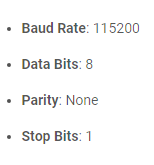 • Baud Rate: 115200
• Data Bits: 8
• Parity: None
• Stop Bits: 1